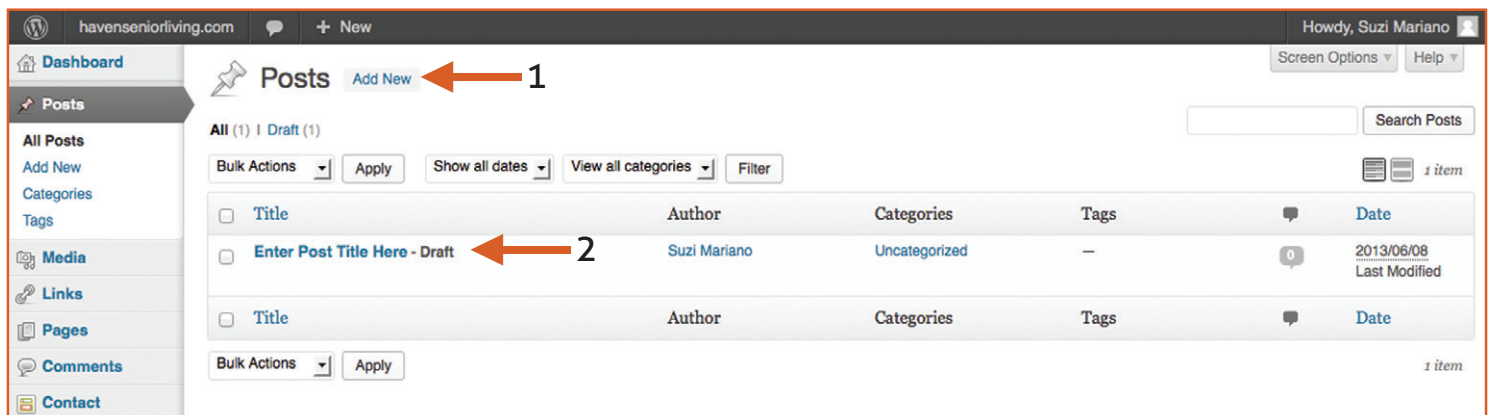 havenseniorliving.com + New Howdy, Suzi Mariano
Dashboard
Posts
All Posts
Add New
Categories
Tags
Media
Links
Pages
Comments
Contact
Posts Add New 1
Screen Options Help
All (1) | Draft (1)
Search Posts
Bulk Actions Apply Show all dates View all categories Filter 1 item
Title Author Categories Tags Date
Enter Post Title Here - Draft 2 Suzi Mariano Uncategorized — 0 2013/06/08
Last Modified
Title Author Categories Tags Date
Bulk Actions Apply 1 item